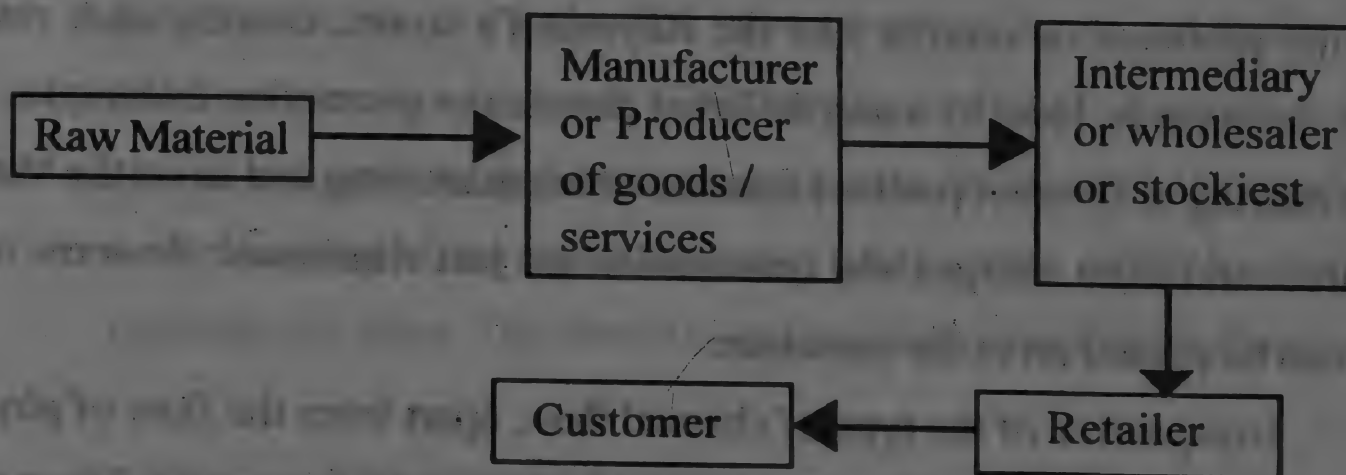 Raw Material
Manufacturer
or Producer
of goods /
services
Intermediary
or wholesaler
or stockiest
Retailer
Customer